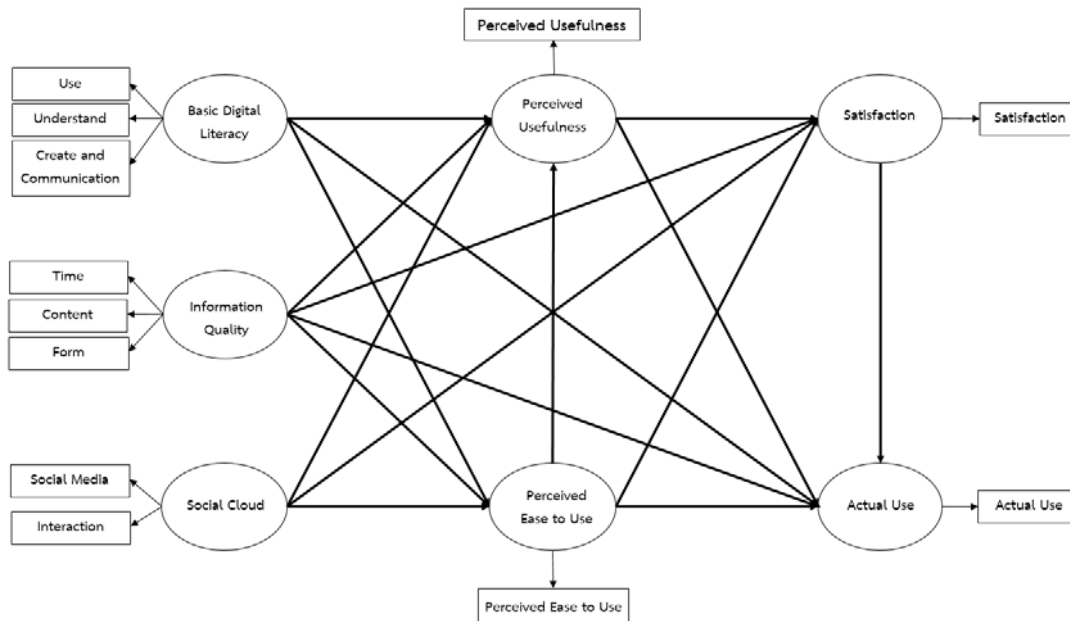 Perceived Usefulness
Use
Understand
Create and
Communication
Basic Digital
Literacy
Perceived
Usefulness
Satisfaction
Satisfaction
Time
Content
Form
Information
Quality
Social Media
Interaction
Social Cloud
Perceived
Ease to Use
Actual Use
Actual Use
Perceived Ease to Use